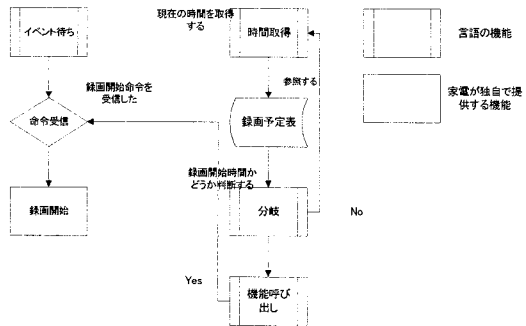 現在の時間を取得
する
イベント待ち
時間取得
言語の機能
録画開始命令を
受信した
参照する
家電が独自で提
供する機能
命令受信
録画予定表
録画開始時間か
どうか判断する
録画開始
分岐
No
Yes
機能呼び
出し